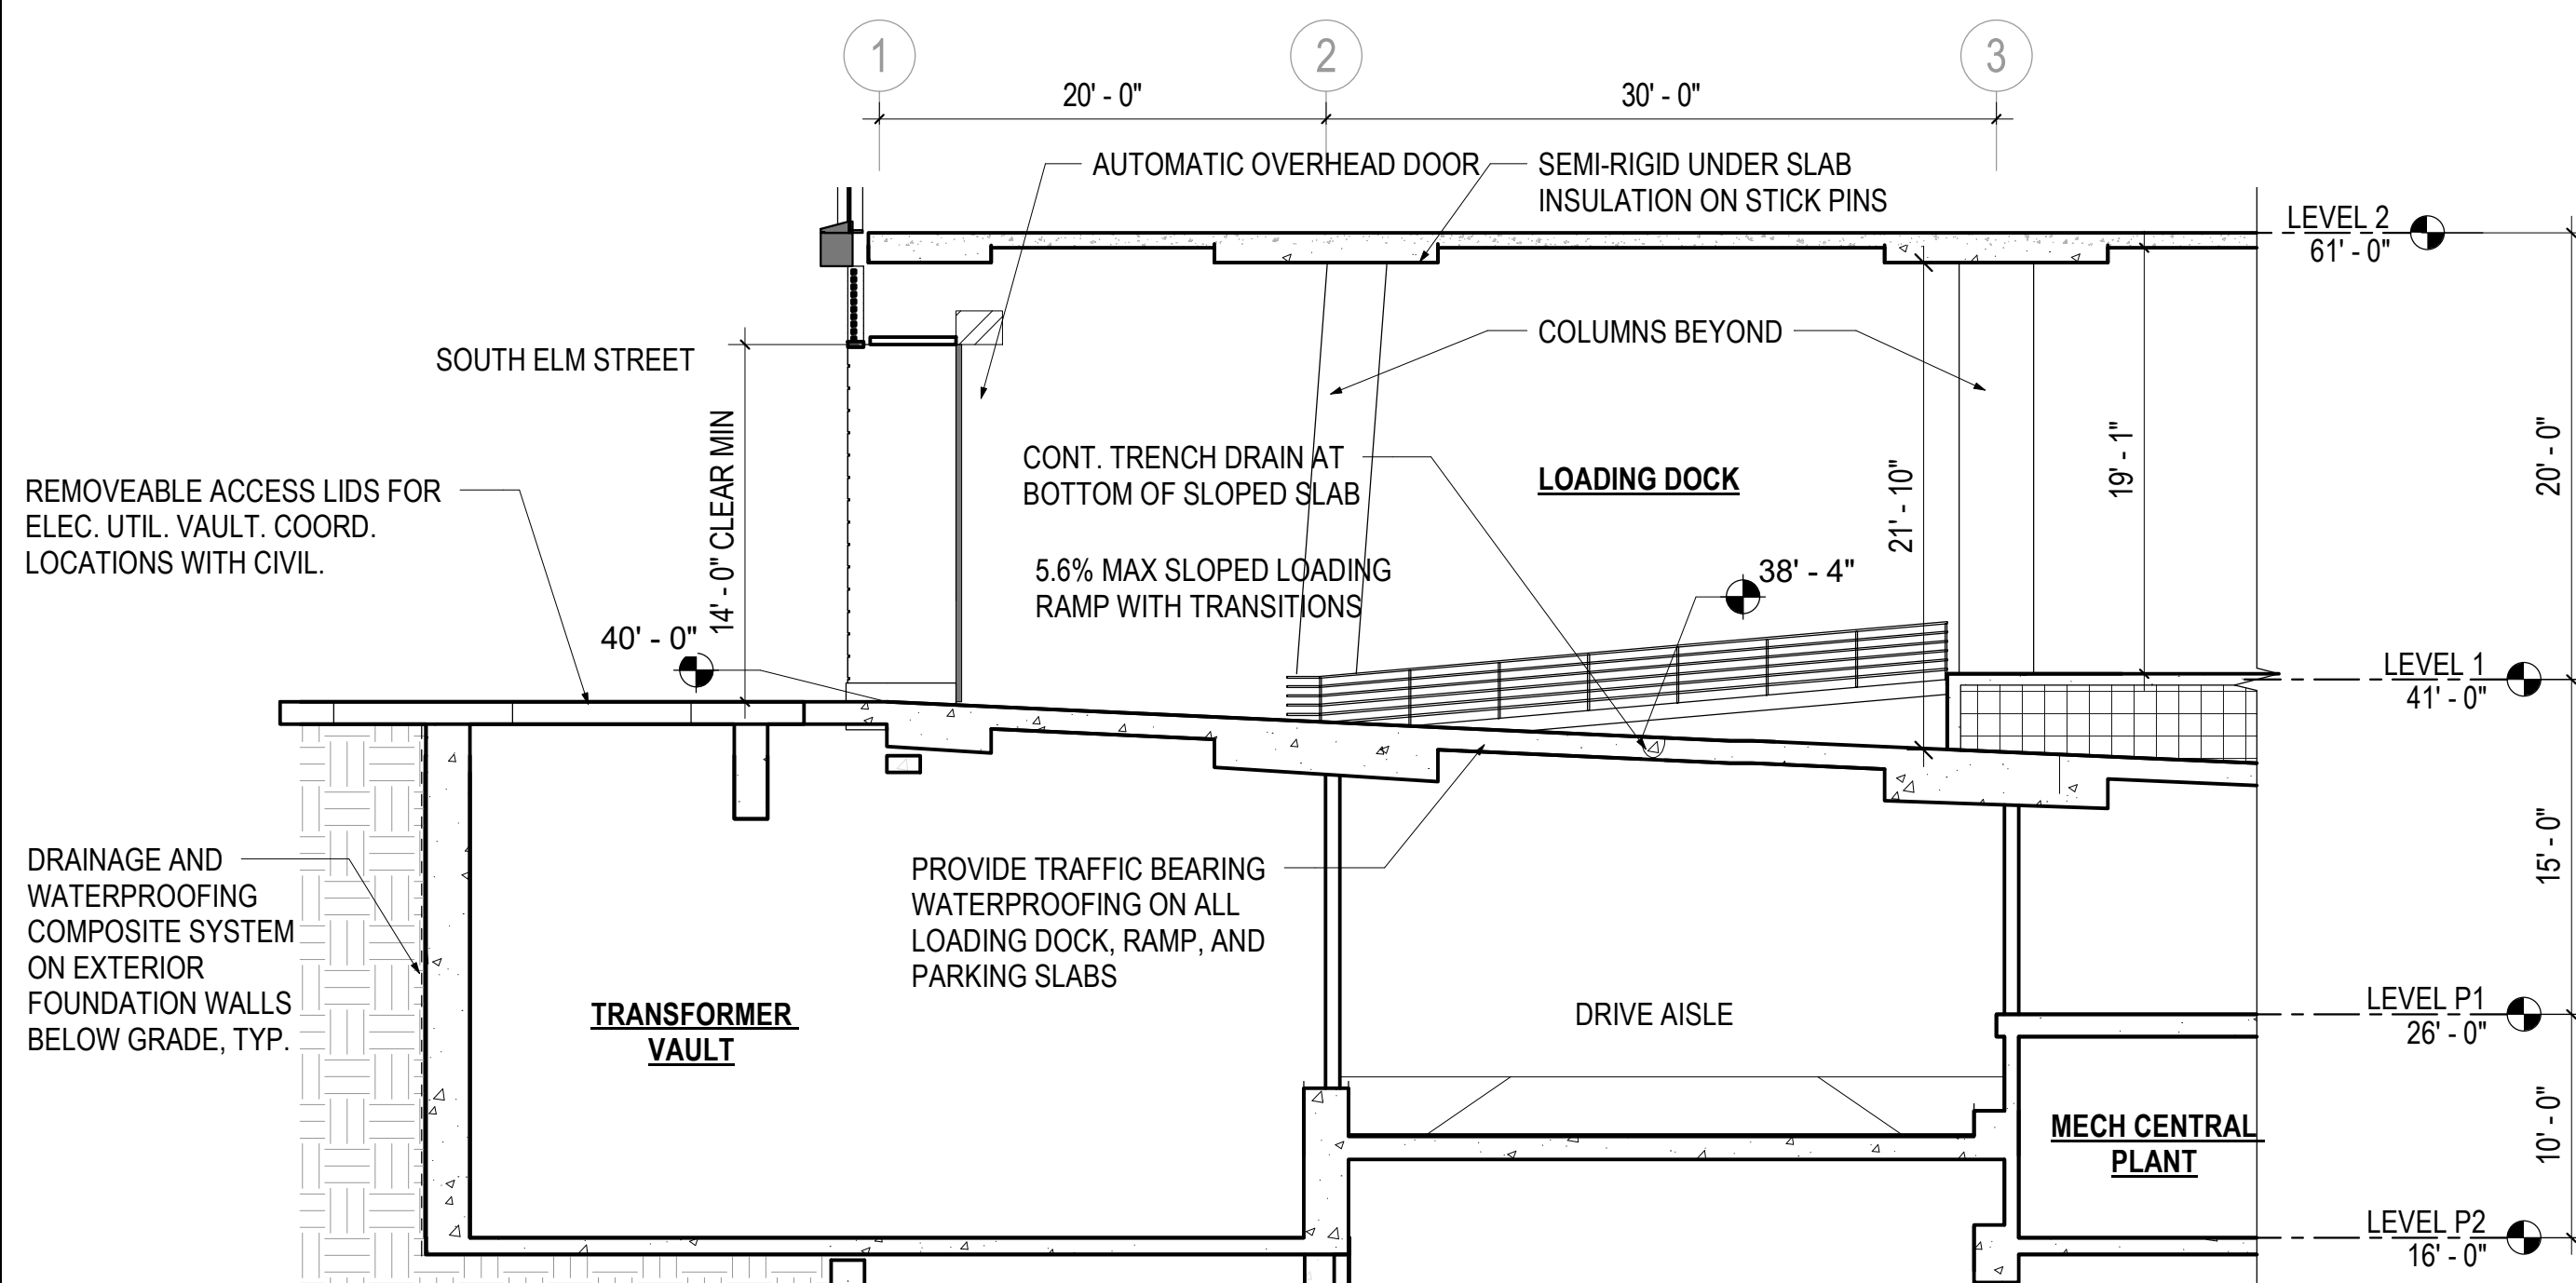 1
2
3
20' - 0"
30' - 0"
AUTOMATIC OVERHEAD DOOR
SEMI-RIGID UNDER SLAB
INSULATION ON STICK PINS
LEVEL 2
61' - 0"
SOUTH ELM STREET
COLUMNS BEYOND
14' - 0" CLEAR MIN
CONT. TRENCH DRAIN AT
BOTTOM OF SLOPED SLAB
LOADING DOCK
21' - 10"
19' - 1"
20' - 0"
REMOVEABLE ACCESS LIDS FOR
ELEC. UTIL. VAULT. COORD.
LOCATIONS WITH CIVIL.
5.6% MAX SLOPED LOADING
RAMP WITH TRANSITIONS
38' - 4"
40' - 0"
LEVEL 1
41' - 0"
DRAINAGE AND
WATERPROOFING
COMPOSITE SYSTEM
ON EXTERIOR
FOUNDATION WALLS
BELOW GRADE, TYP.
PROVIDE TRAFFIC BEARING
WATERPROOFING ON ALL
LOADING DOCK, RAMP, AND
PARKING SLABS
15' - 0"
TRANSFORMER
VAULT
DRIVE AISLE
LEVEL P1
26' - 0"
MECH CENTRAL
PLANT
10' - 0"
LEVEL P2
16' - 0"